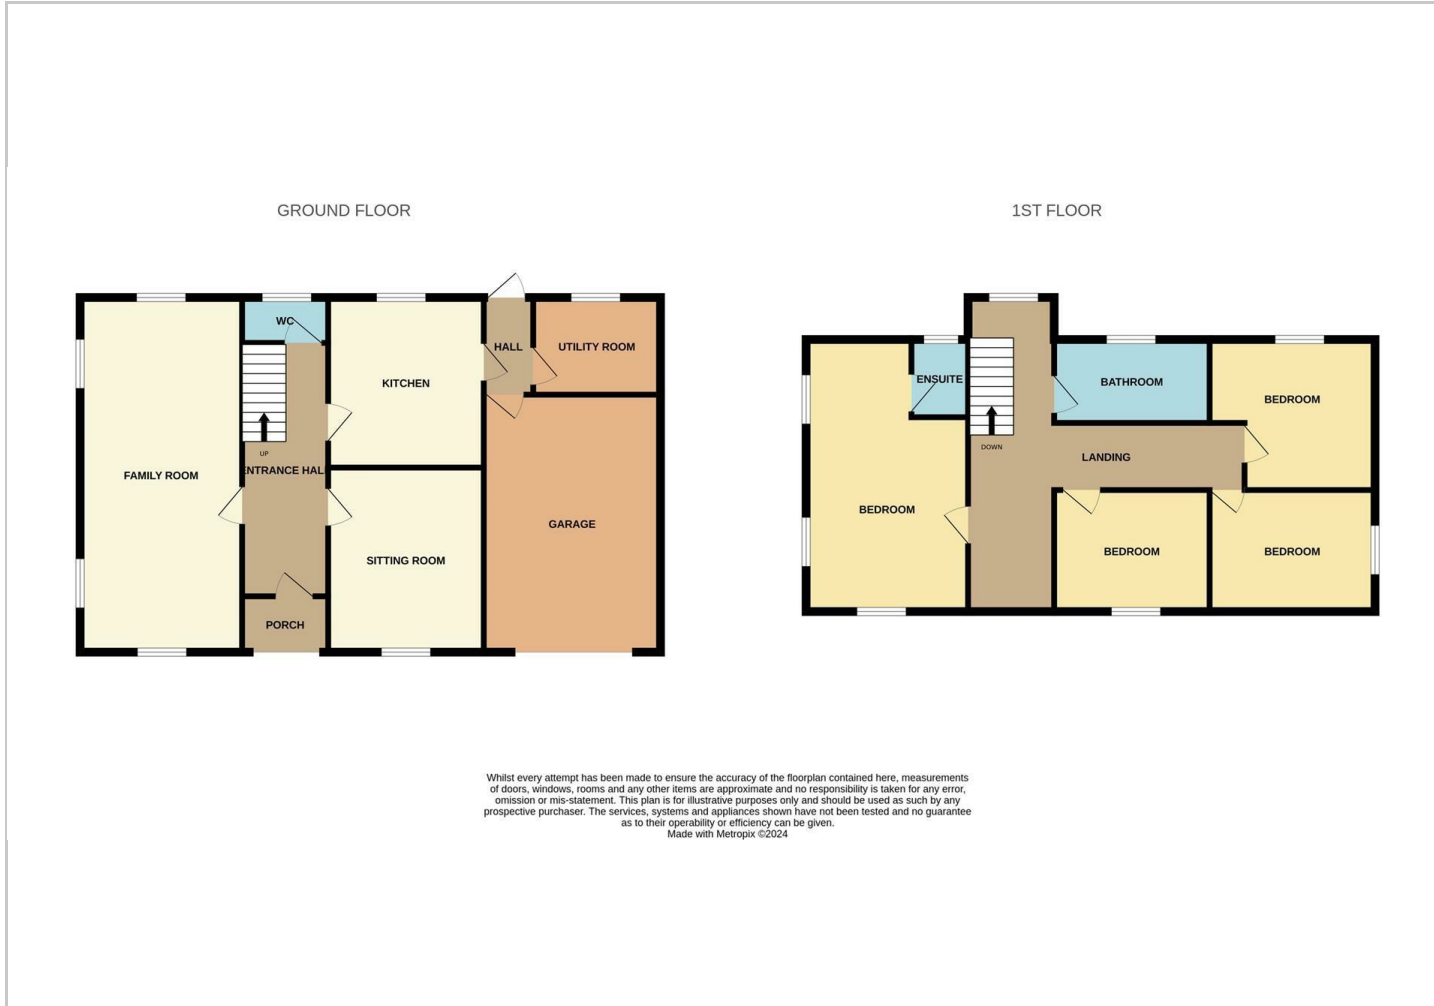 GROUND FLOOR
WC
HALL
UTILITY ROOM
KITCHEN
UP
ENTRANCE HALL
FAMILY ROOM
GARAGE
SITTING ROOM
PORCH
1ST FLOOR
ENSUITE
BATHROOM
BEDROOM
DOWN
LANDING
BEDROOM
BEDROOM
BEDROOM
Whilst every attempt has been made to ensure the accuracy of the floorplan contained here, measurements
of doors, windows, rooms and any other items are approximate and no responsibility is taken for any error,
omission or mis-statement. This plan is for illustrative purposes only and should be used as such by any
prospective purchaser. The services, systems and appliances shown have not been tested and no guarantee
as to their operability or efficiency can be given.
Made with Metropix ©2024